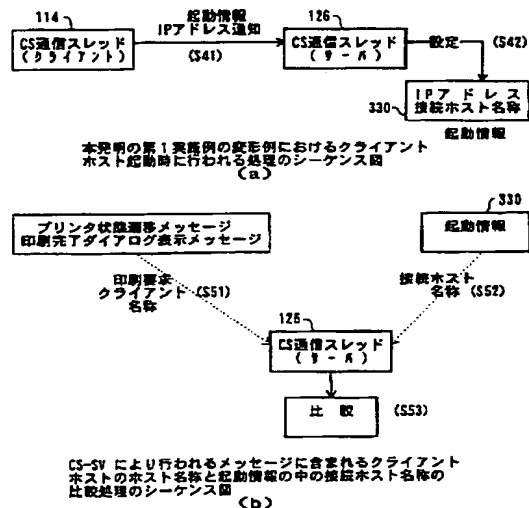 114
CS通信スレッド
(クライアント)
起動情報
IPアドレス通知
(S41)
126
CS通信スレッド
(サーバ)
設定
(S42)
330
IPアドレス
接続ホスト名称
起動情報
本発明の第1実施例の変形例におけるクライアント
ホスト起動時に行われる処理のシーケンス図
(a)
プリンタ状態遷移メッセージ
印刷完了ダイアログ表示メッセージ
330
起動情報
印刷要求
クライアント
名称
(S51)
接続ホスト
名称 (S52)
126
CS通信スレッド
(サーバ)
比較
(S53)
CS-SV により行われるメッセージに含まれるクライアント
ホストのホスト名称と起動情報の中の接続ホスト名称の
比較処理のシーケンス図
(b)